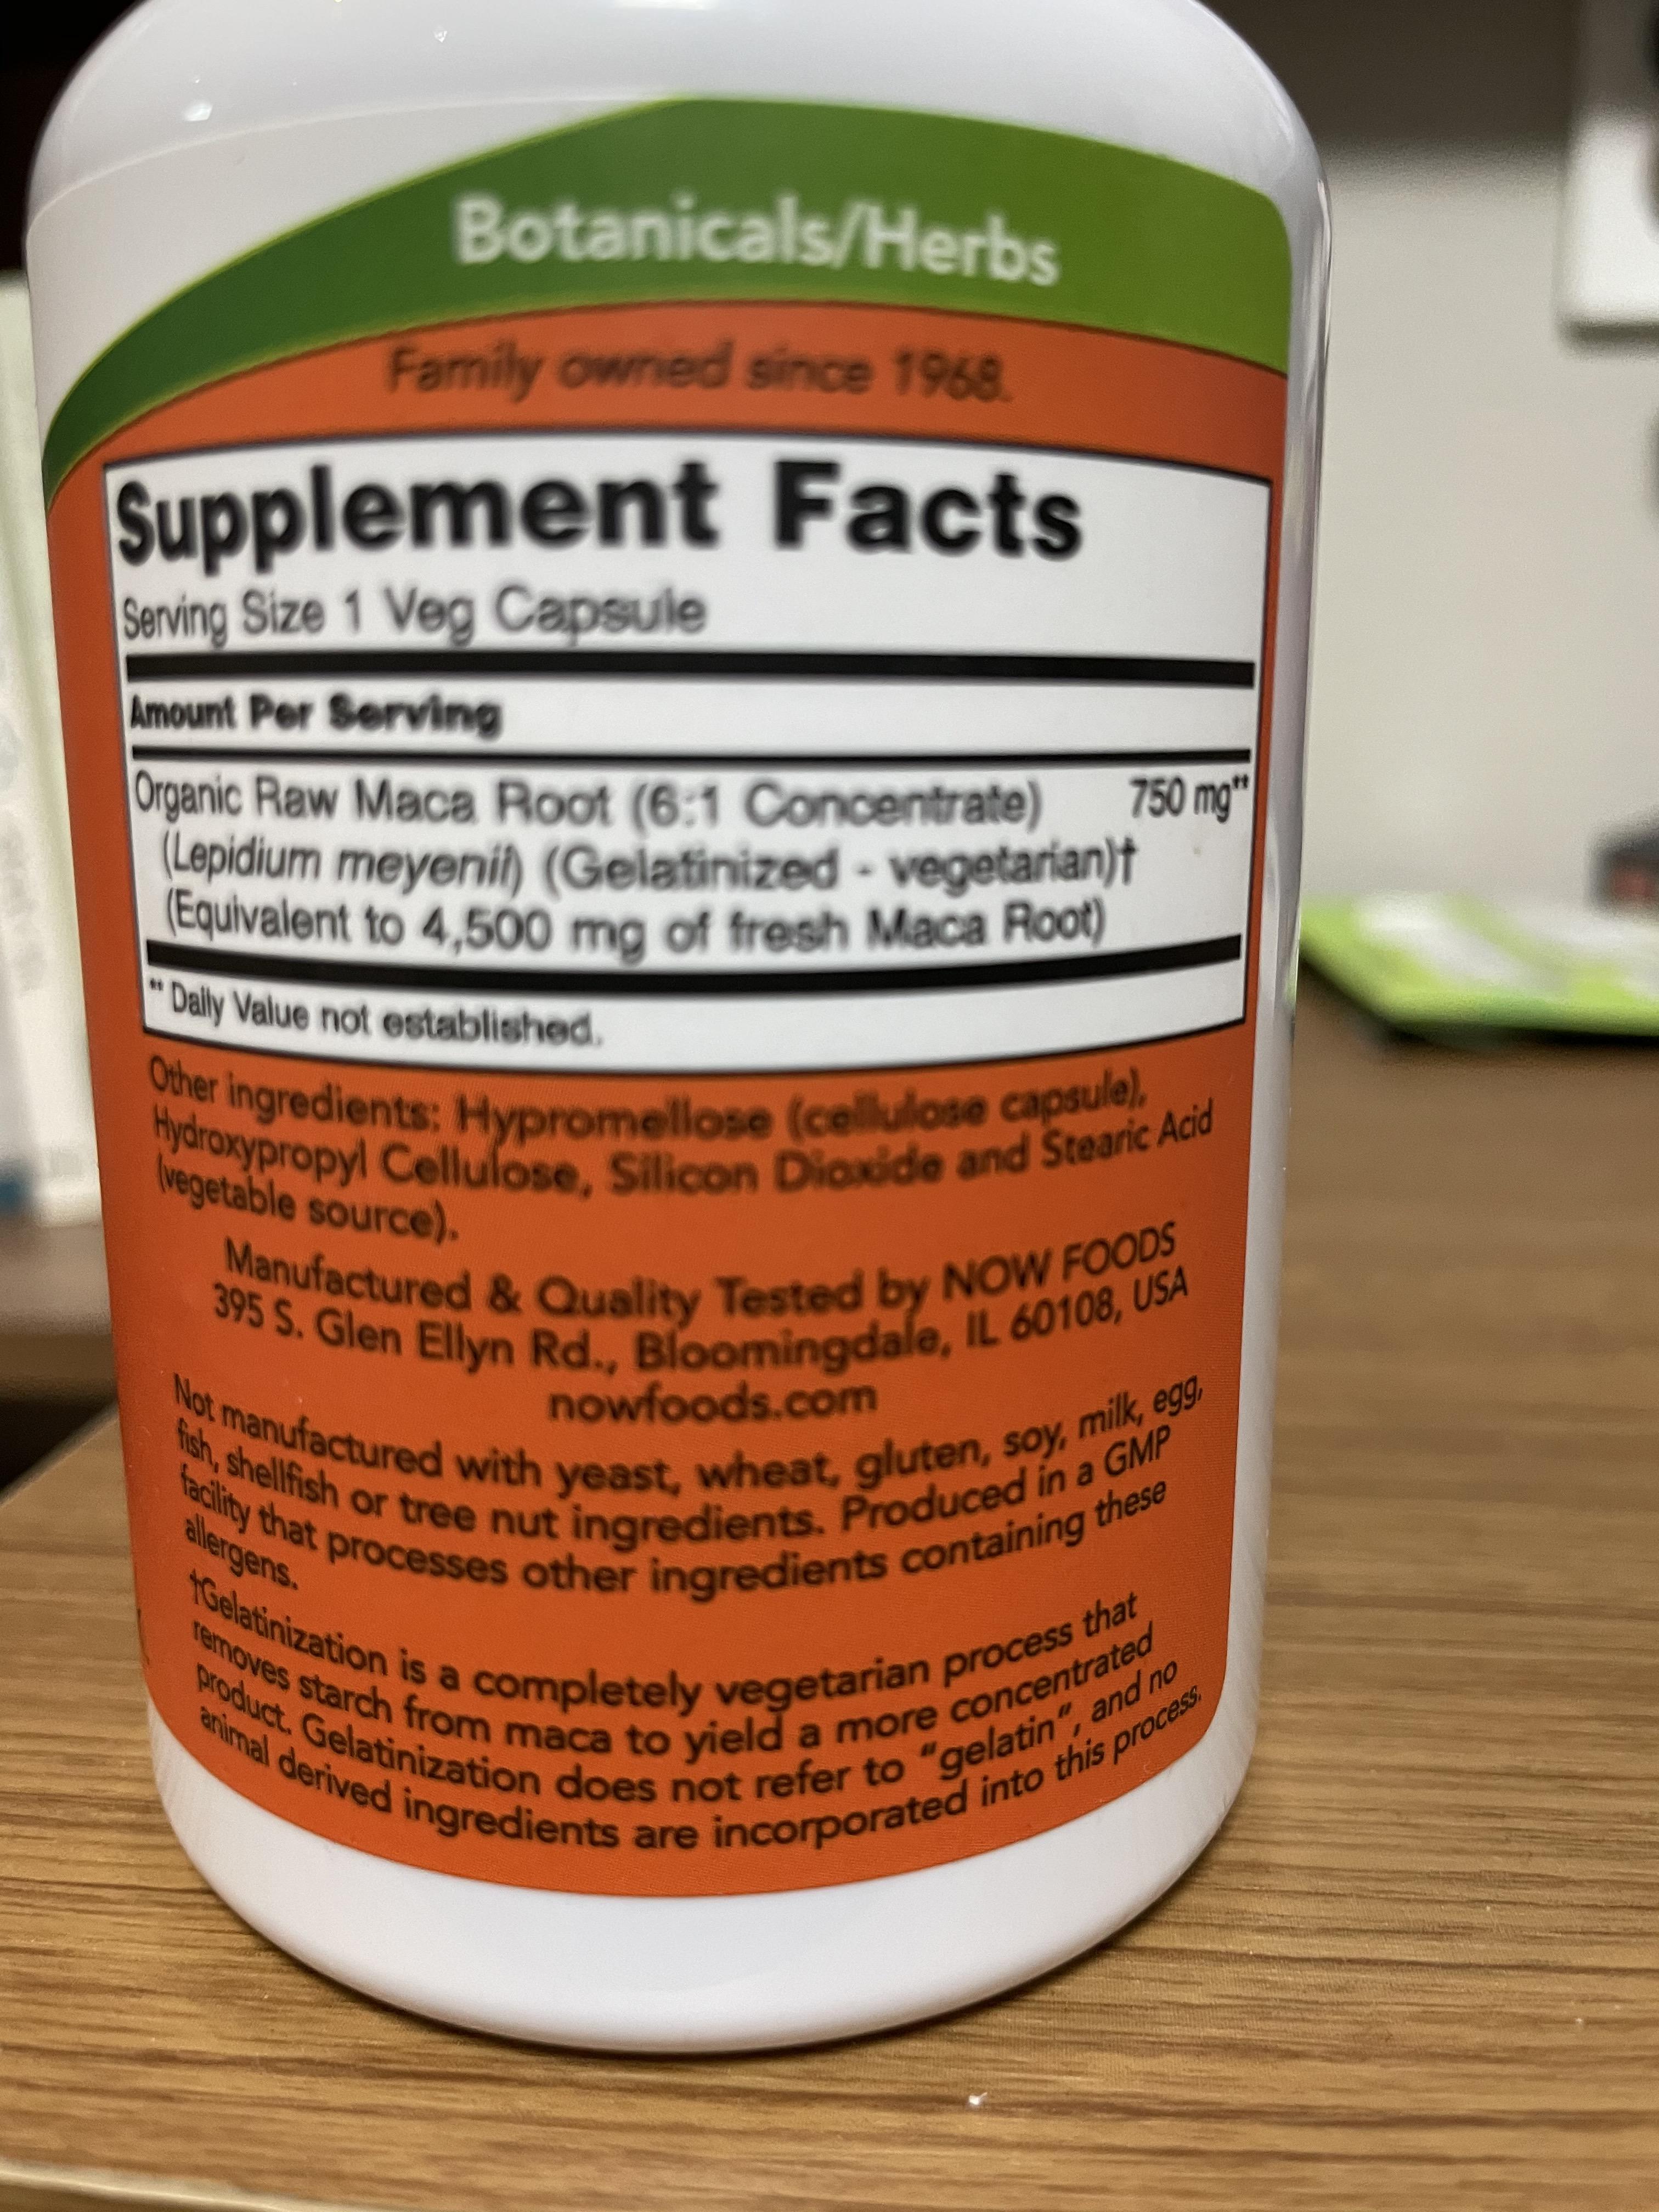 Botanicals/Herbs
Family owned since 1968.
Supplement Facts
Serving Size 1 Veg Capsule
Amount Per Serving
Organic Raw Maca Root (6:1 Concentrate) 750 mg**
(Lepidium meyenii) (Gelatinized - vegetarian)†
(Equivalent to 4,500 mg of fresh Maca Root)
** Daily Value not established.
Other ingredients: Hypromellose (cellulose capsule),
Hydroxypropyl Cellulose, Silicon Dioxide and Stearic Acid
(vegetable source).
Manufactured & Quality Tested by NOW FOODS
395 S. Glen Ellyn Rd., Bloomingdale, IL 60108, USA
nowfoods.com
Not manufactured with yeast, wheat, gluten, soy, milk, egg,
fish, shellfish or tree nut ingredients. Produced in a GMP
facility that processes other ingredients containing these
allergens.
†Gelatinization is a completely vegetarian process that
removes starch from maca to yield a more concentrated
product. Gelatinization does not refer to “gelatin”, and no
animal derived ingredients are incorporated into this process.